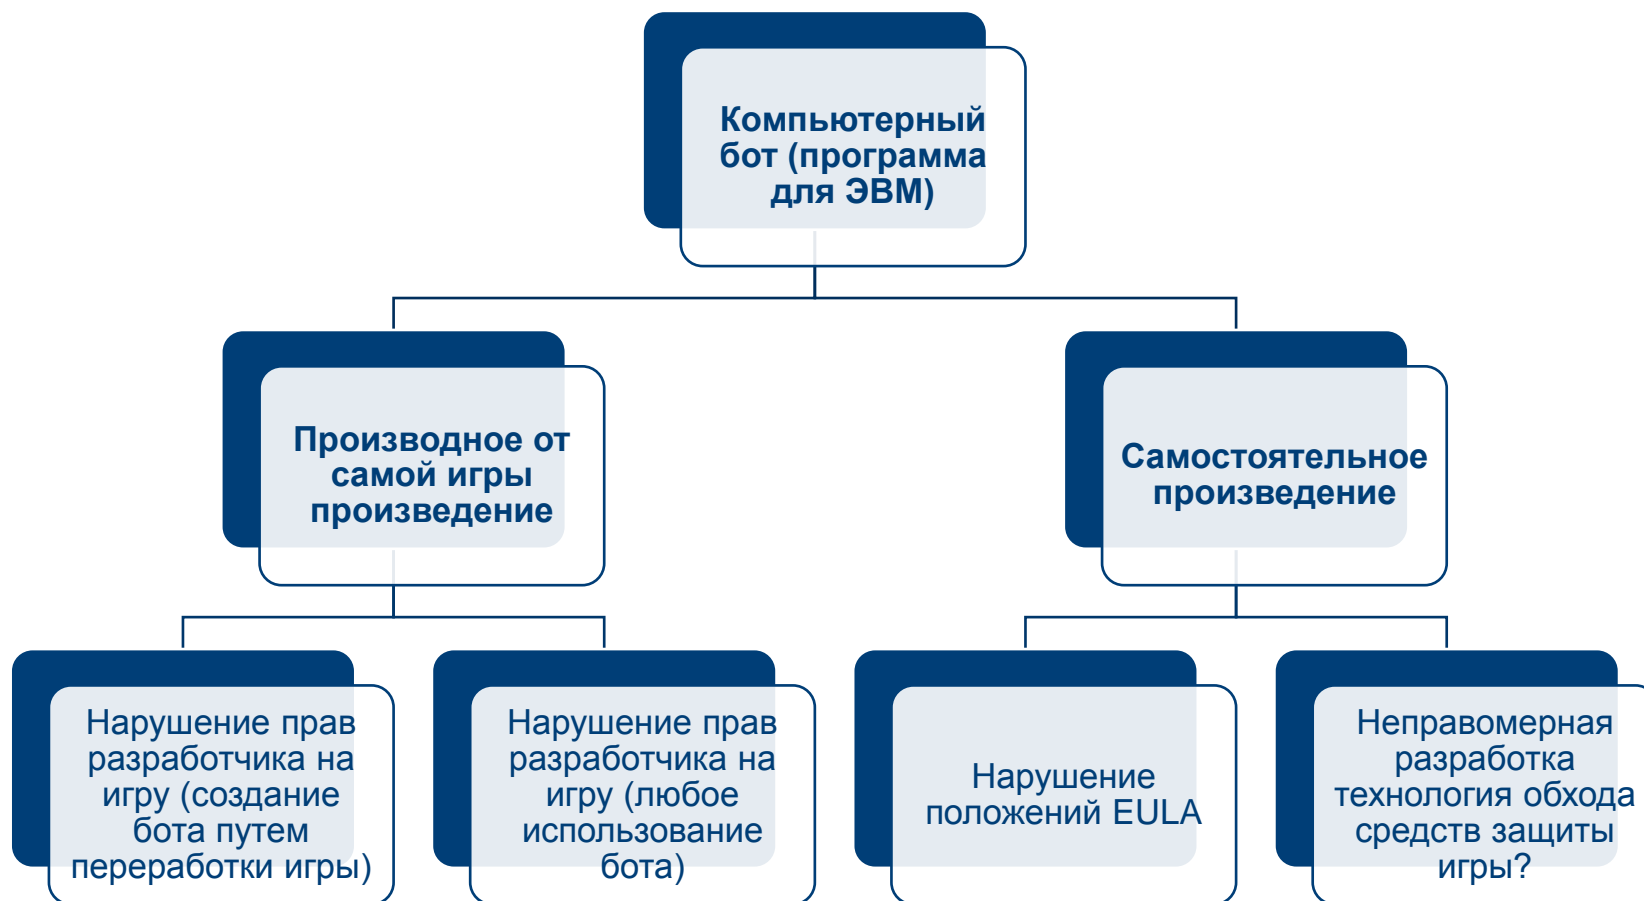 Компьютерный
бот (программа
для ЭВМ)
Производное от
самой игры
произведение
Самостоятельное
произведение
Нарушение прав
разработчика на
игру (создание
бота путем
переработки игры)
Нарушение прав
разработчика на
игру (любое
использование
бота)
Нарушение
положений EULA
Неправомерная
разработка
технология обхода
средств защиты
игры?